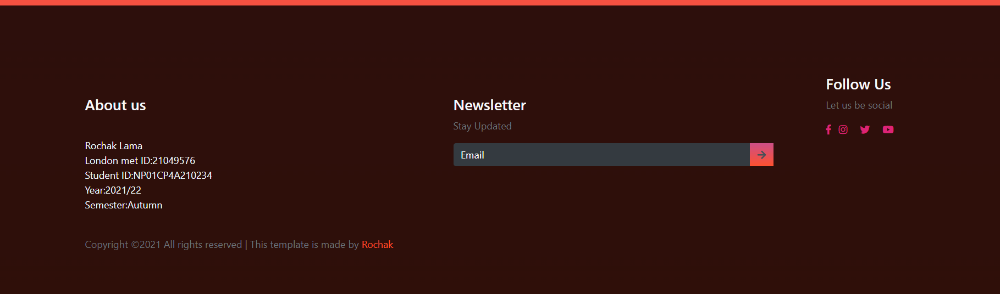 About us
Rochak Lama
London met ID:21049576
Student ID:NP01CP4A210234
Year:2021/22
Semester:Autumn
Copyright ©2021 All rights reserved | This template is made by Rochak
Newsletter
Stay Updated
Email
Follow Us
Let us be social